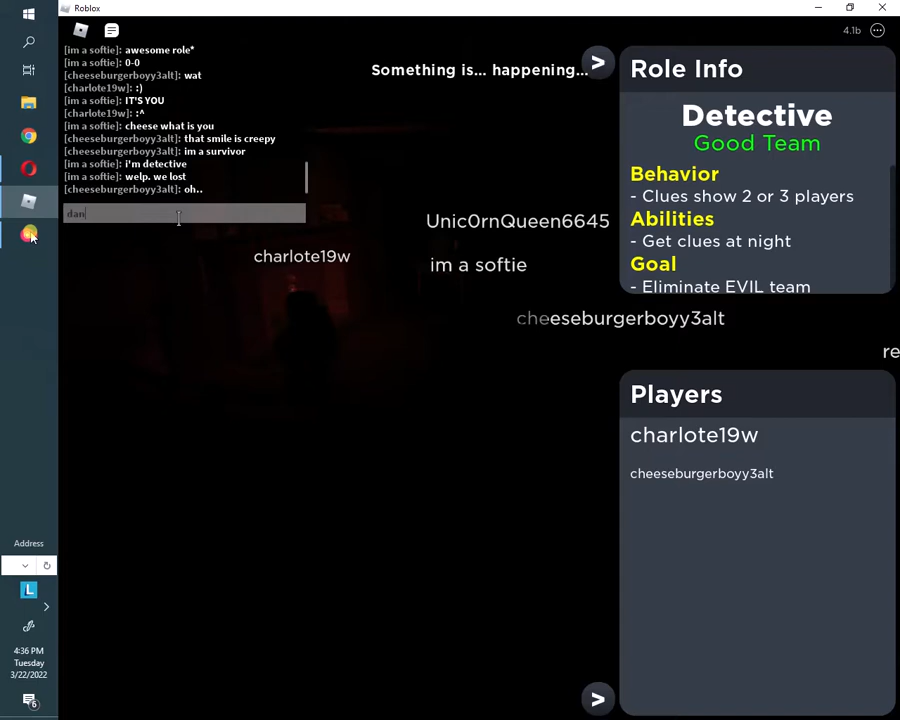 Roblox
4.1b
[im a softie]: awesome role*
[im a softie]: 0-0
[cheeseburgerboyy3alt]: wat
[charlote19w]: :)
[im a softie]: IT'S YOU
[charlote19w]: :^
[im a softie]: cheese what is you
[cheeseburgerboyy3alt]: that smile is creepy
[cheeseburgerboyy3alt]: im a survivor
[im a softie]: i'm detective
[im a softie]: welp. we lost
[cheeseburgerboyy3alt]: oh..
dan
Something is... happening...
>
Unic0rnQueen6645
charlote19w
im a softie
cheeseburgerboyy3alt
re
Role Info
Detective
Good Team
Behavior
- Clues show 2 or 3 players
Abilities
- Get clues at night
Goal
- Eliminate EVIL team
Players
charlote19w
cheeseburgerboyy3alt
>
Address
L
4:36 PM
Tuesday
3/22/2022
6